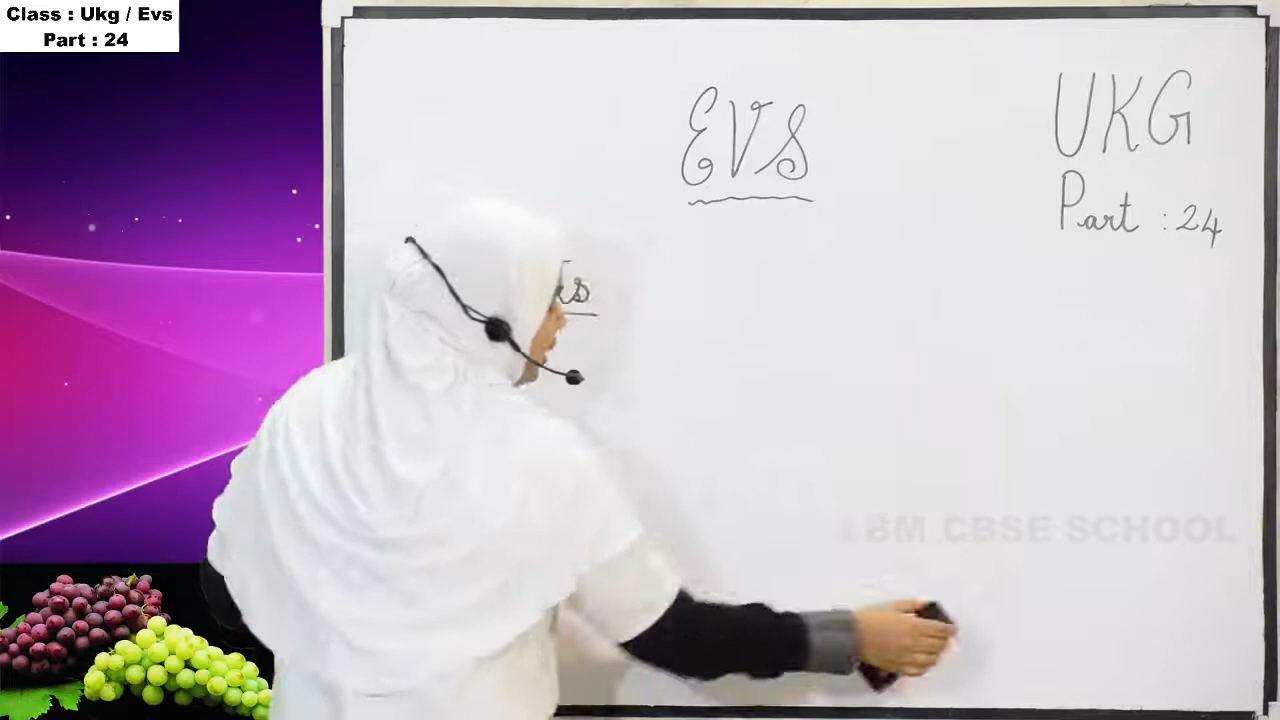 Class : Ukg / Evs
Part : 24
EVS
UKG
Part : 24
BM CBSE SCHOOL